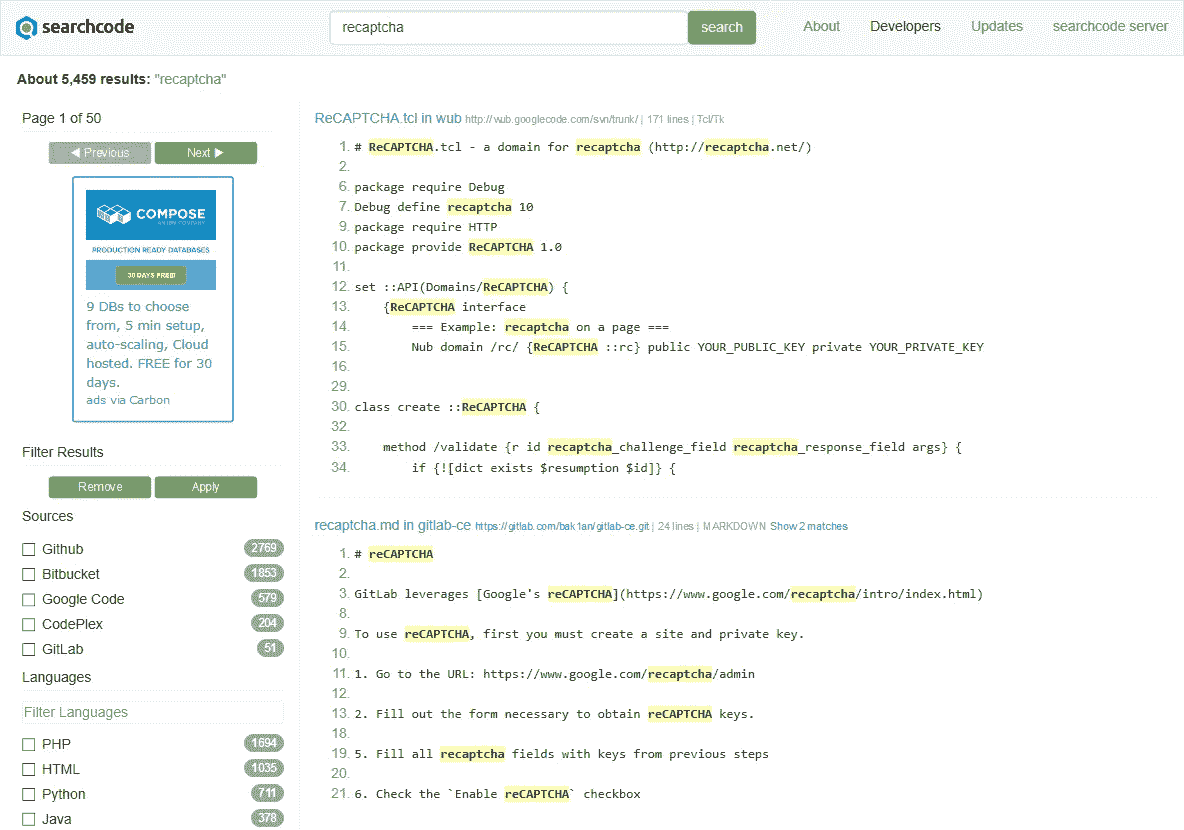 searchcode
recaptcha
search
About Developers Updates searchcode server
About 5,459 results: "recaptcha"
Page 1 of 50
◀ Previous Next ▶
COMPOSE
PRODUCTION READY DATABASES
30 DAYS FREE!
9 DBs to choose
from, 5 min setup,
auto-scaling, Cloud
hosted. FREE for 30
days.
ads via Carbon
Filter Results
Remove Apply
Sources
Github 2769
Bitbucket 1853
Google Code 579
CodePlex 204
GitLab 51
Languages
Filter Languages
PHP 1694
HTML 1035
Python 711
Java 378
ReCAPTCHA.tcl in wub http://wub.googlecode.com/svn/trunk/ | 171 lines | Tcl/Tk
1. # ReCAPTCHA.tcl - a domain for recaptcha (http://recaptcha.net/)
2.
6. package require Debug
7. Debug define recaptcha 10
9. package require HTTP
10. package provide ReCAPTCHA 1.0
11.
12. set ::API(Domains/ReCAPTCHA) {
13. {ReCAPTCHA interface
14. === Example: recaptcha on a page ===
15. Nub domain /rc/ {ReCAPTCHA ::rc} public YOUR_PUBLIC_KEY private YOUR_PRIVATE_KEY
16.
29.
30. class create ::ReCAPTCHA {
32.
33. method /validate {r id recaptcha_challenge_field recaptcha_response_field args} {
34. if {![dict exists $resumption $id]} {
recaptcha.md in gitlab-ce https://gitlab.com/bak1an/gitlab-ce.git | 24 lines | MARKDOWN Show 2 matches
1. # reCAPTCHA
2.
3. GitLab leverages [Google's reCAPTCHA](https://www.google.com/recaptcha/intro/index.html)
8.
9. To use reCAPTCHA, first you must create a site and private key.
10.
11. 1. Go to the URL: https://www.google.com/recaptcha/admin
12.
13. 2. Fill out the form necessary to obtain reCAPTCHA keys.
18.
19. 5. Fill all recaptcha fields with keys from previous steps
20.
21. 6. Check the `Enable reCAPTCHA` checkbox